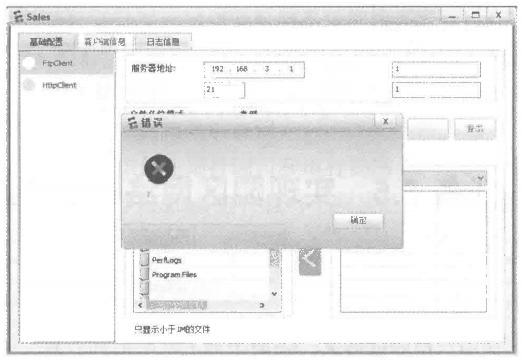 Sales
基础配置 客户端信息 日志信息
FtpClient
HttpClient
服务器地址:
192 . 168 . 3 . 1
1
21
1
错误
确定
PerfLogs
Program Files
只显示小于1M的文件